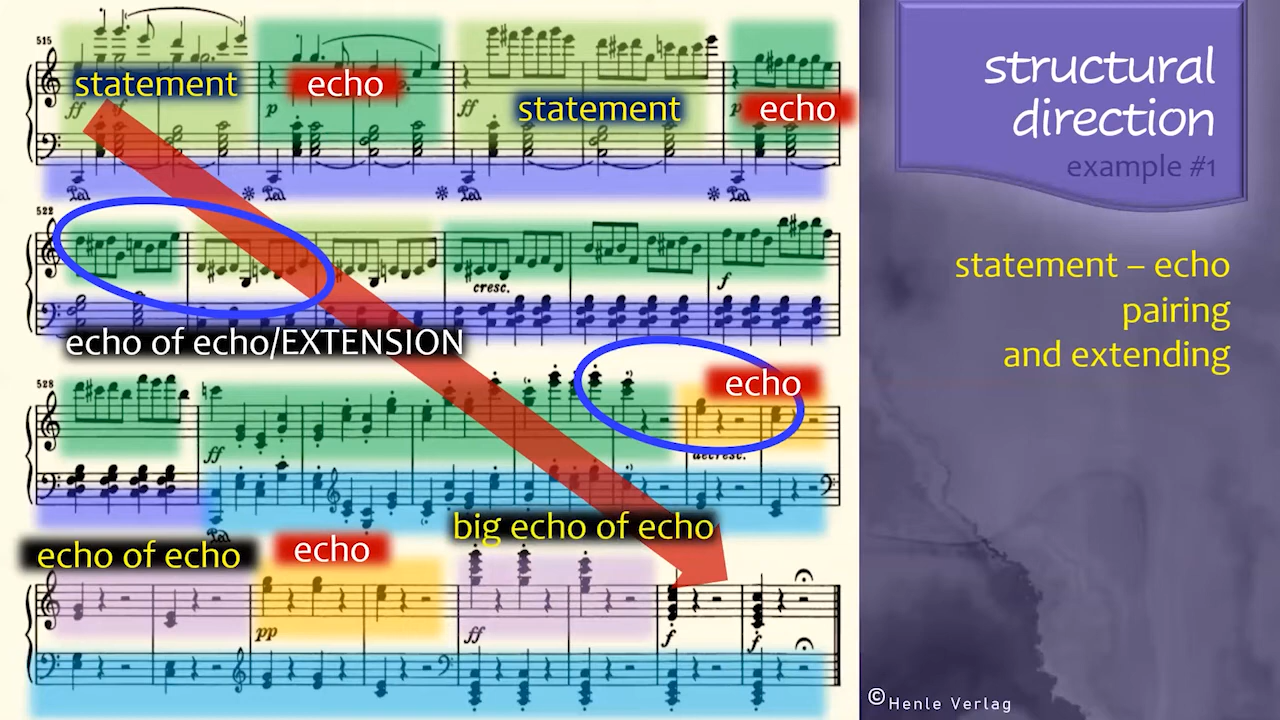 structural
direction
example #1
statement – echo
pairing
and extending
515
statement
echo
statement
echo
ff
sf
p
ff
p
522
cresc.
f
echo of echo/EXTENSION
528
echo
ff
decresc.
big echo of echo
echo of echo
echo
pp
ff
f
f
©Henle Verlag